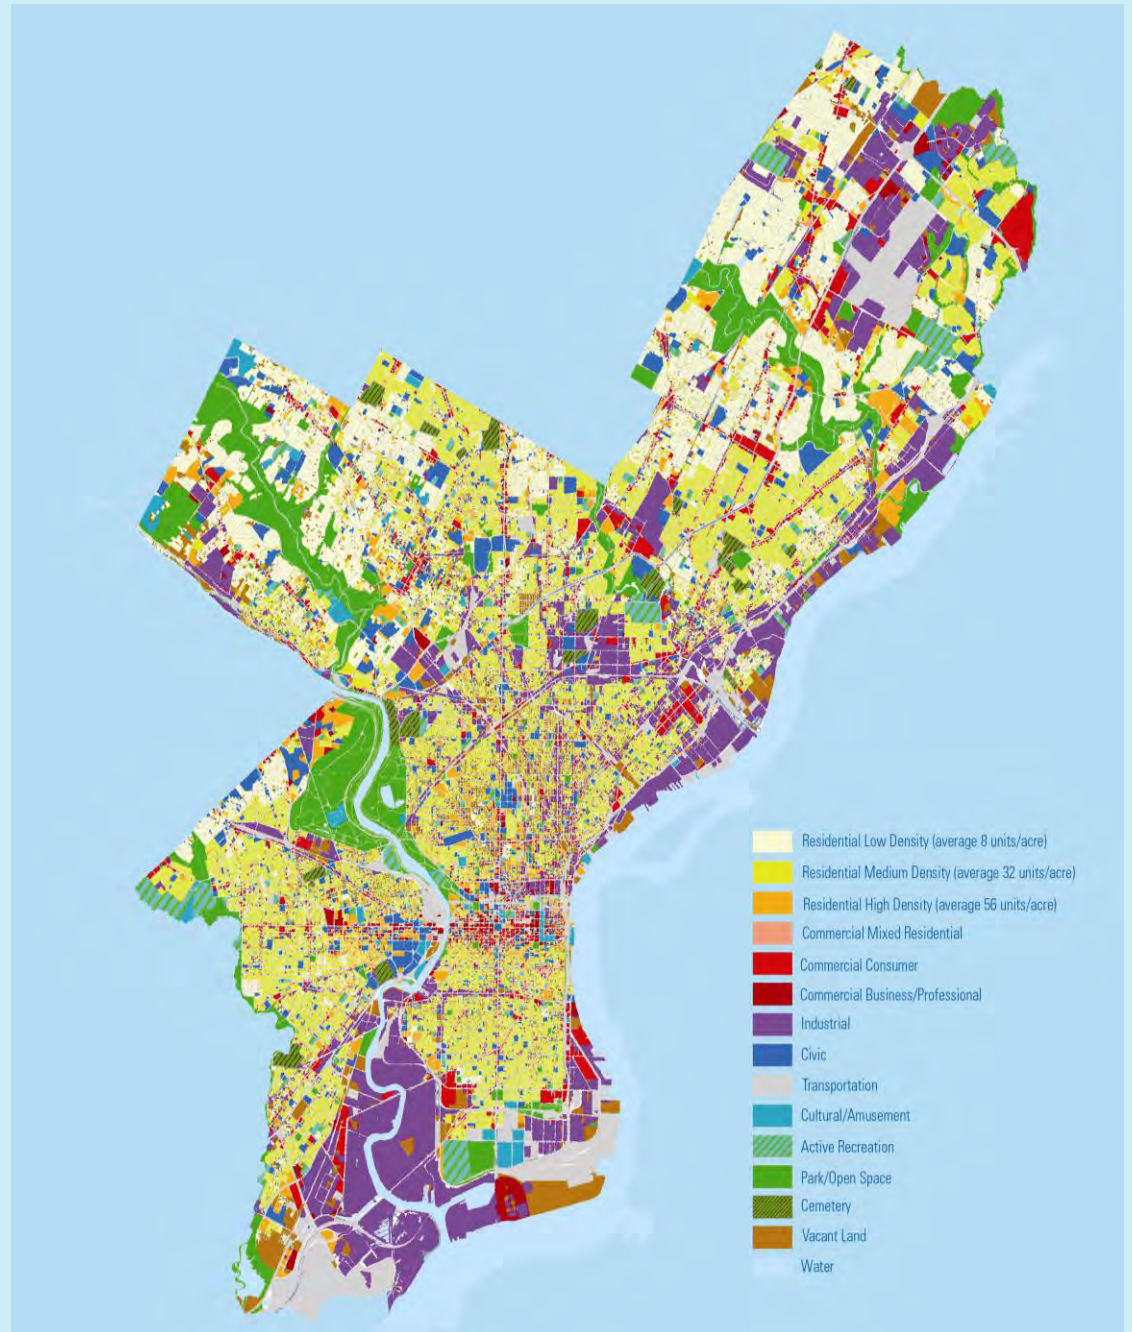 Residential Low Density (average 8 units/acre)
Residential Medium Density (average 32 units/acre)
Residential High Density (average 56 units/acre)
Commercial Mixed Residential
Commercial Consumer
Commercial Business/Professional
Industrial
Civic
Transportation
Cultural/Amusement
Active Recreation
Park/Open Space
Cemetery
Vacant Land
Water